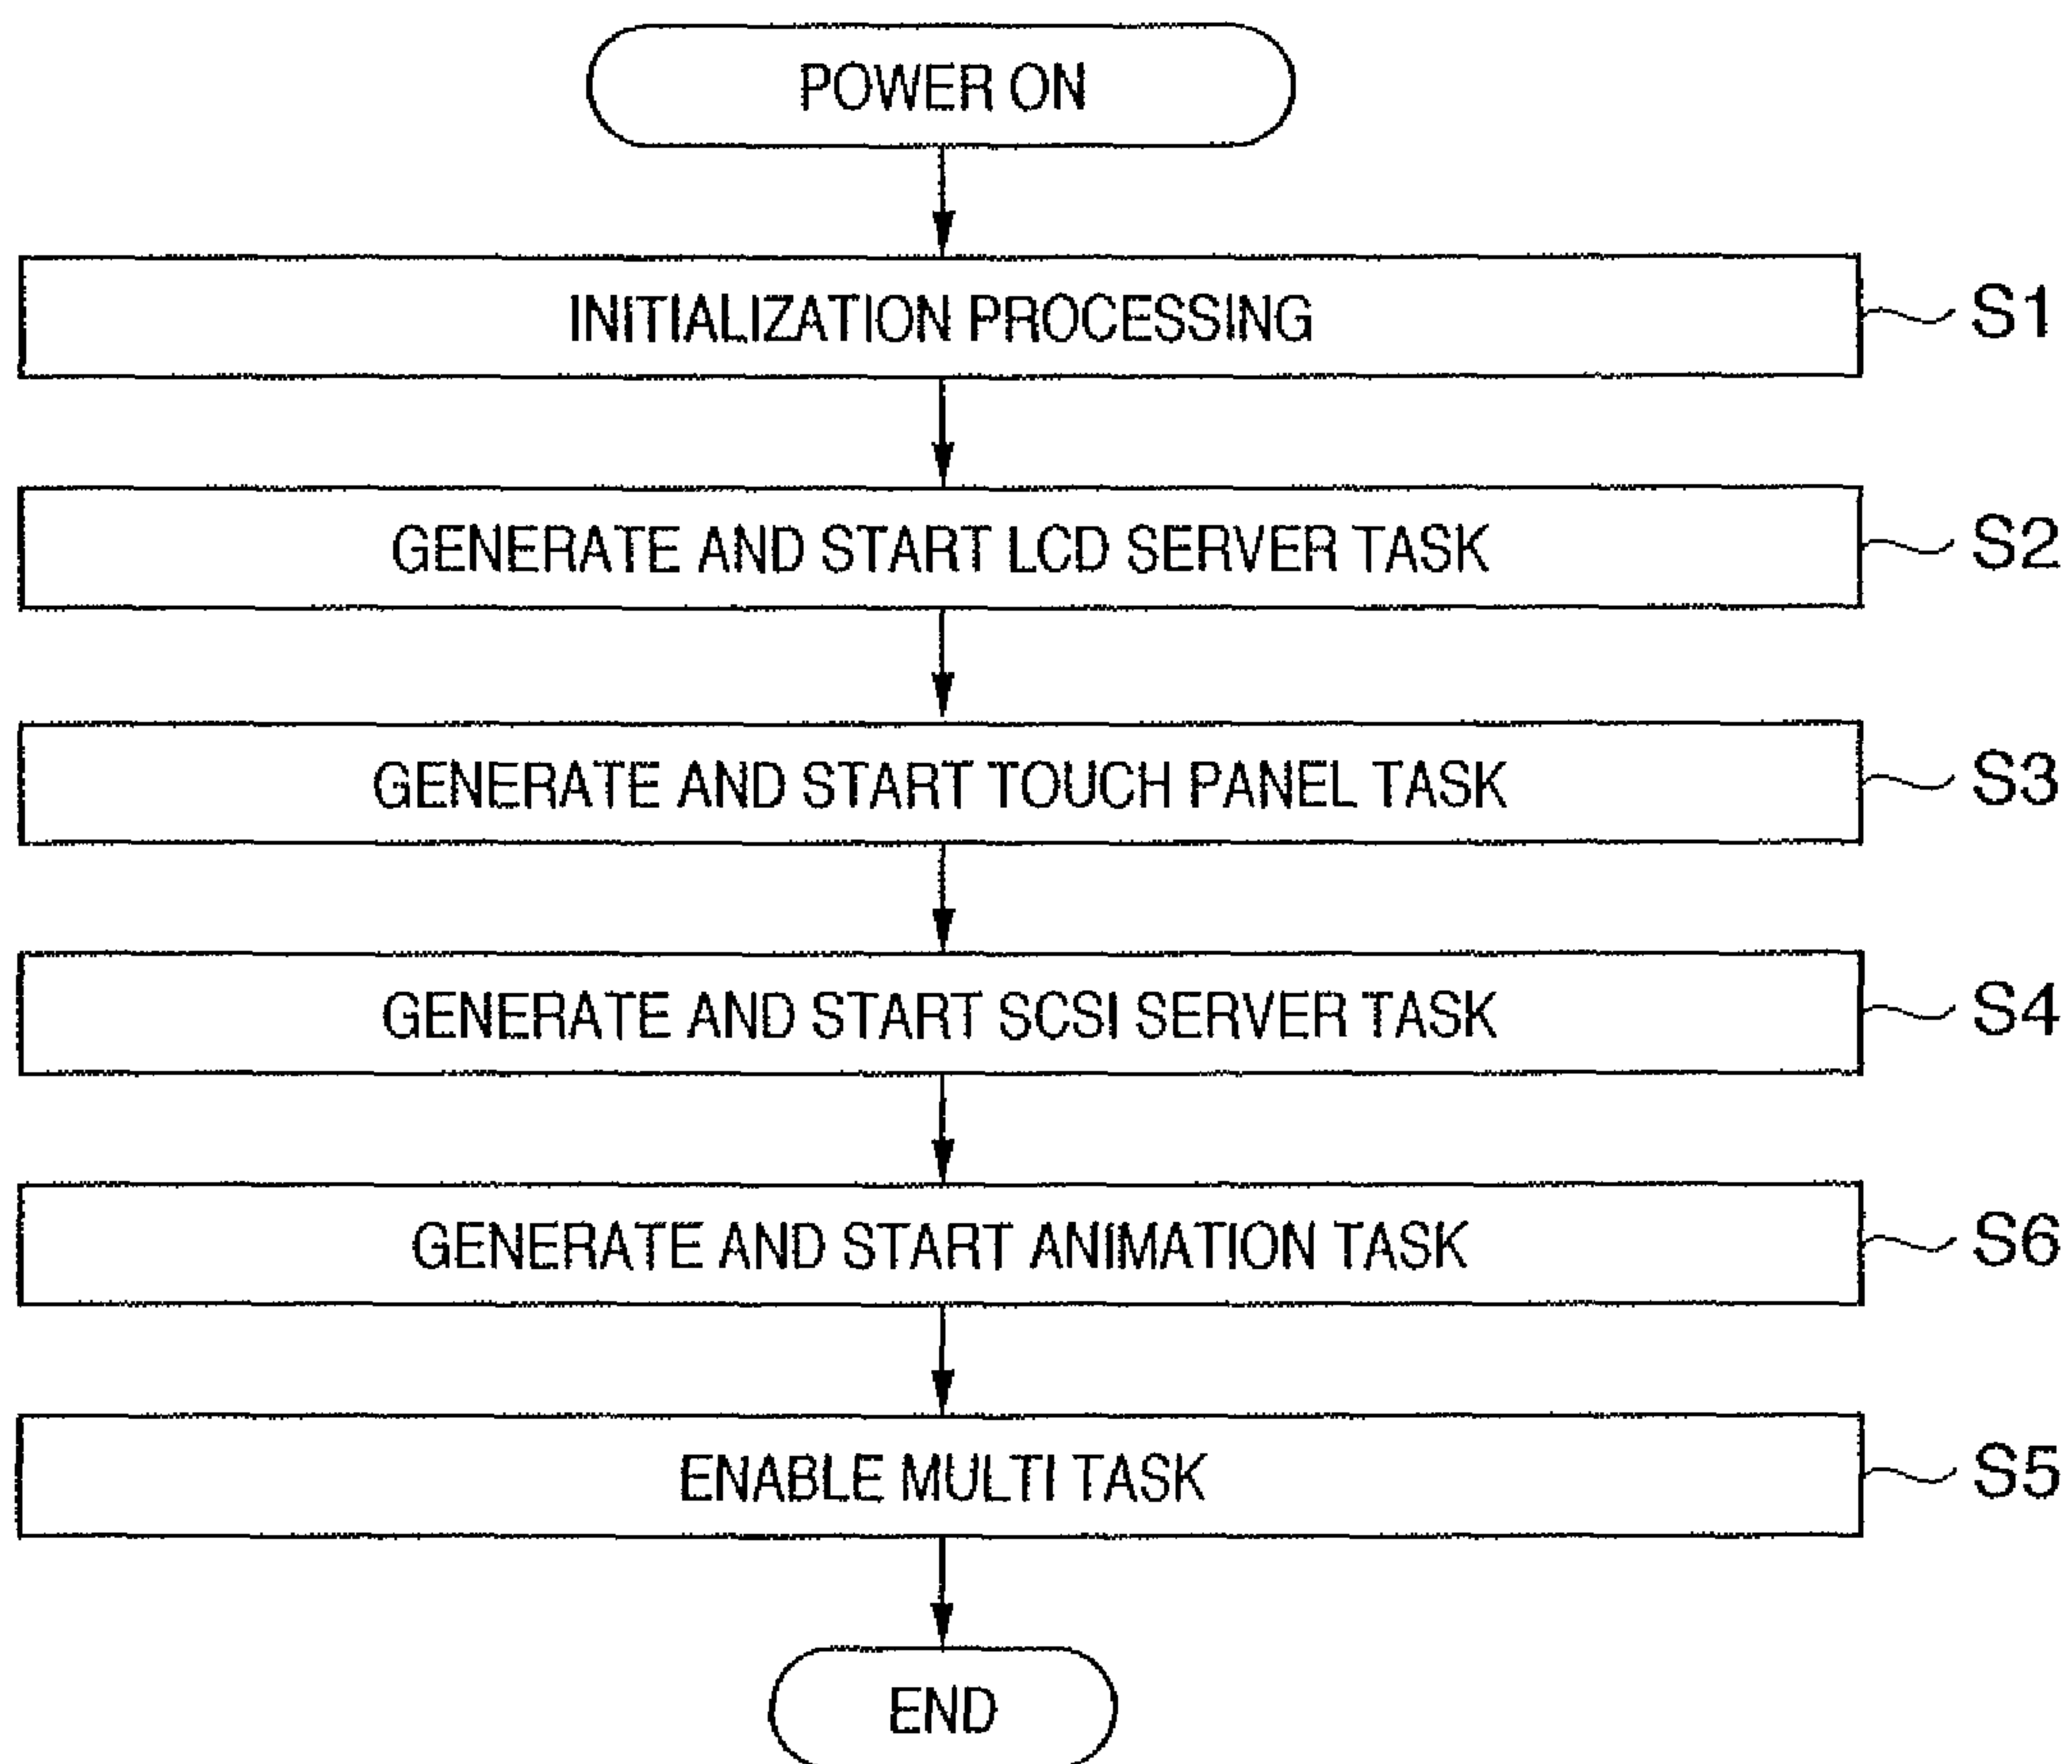 POWER ON
INITIALIZATION PROCESSING
S1
GENERATE AND START LCD SERVER TASK
S2
GENERATE AND START TOUCH PANEL TASK
S3
GENERATE AND START SCSI SERVER TASK
S4
GENERATE AND START ANIMATION TASK
S6
ENABLE MULTI TASK
S5
END